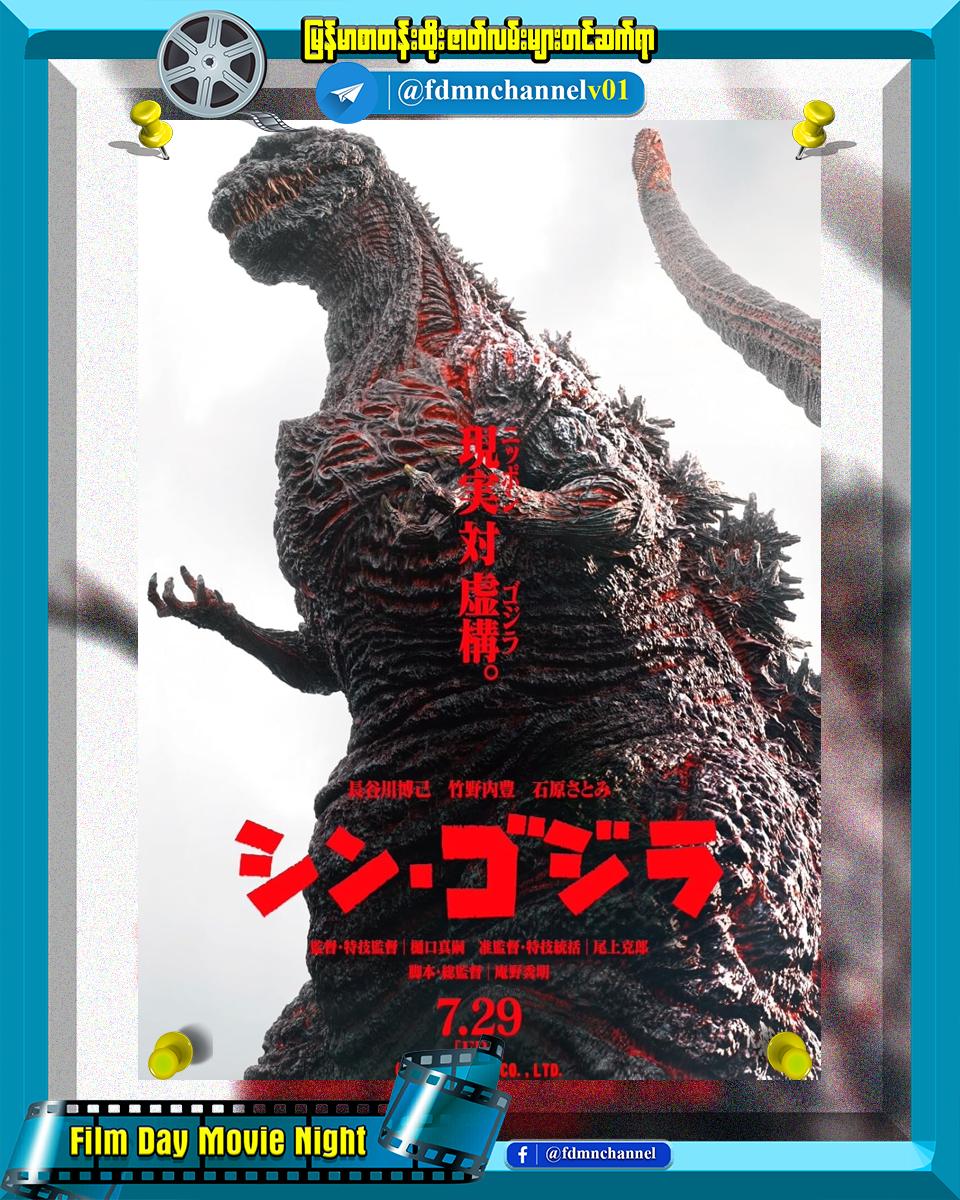 မြန်မာစာတန်းထိုးဇာတ်လမ်းများတင်ဆက်ရာ
@fdmnchannelv01
現実対虚構。
ニッポン
ゴジラ
長谷川博己 竹野内豊 石原さとみ
シン・ゴジラ
監督・特技監督|樋口真嗣 准監督・特技統括|尾上克郎
脚本・総監督|庵野秀明
7.29
CO., LTD.
Film Day Movie Night
@fdmnchannel